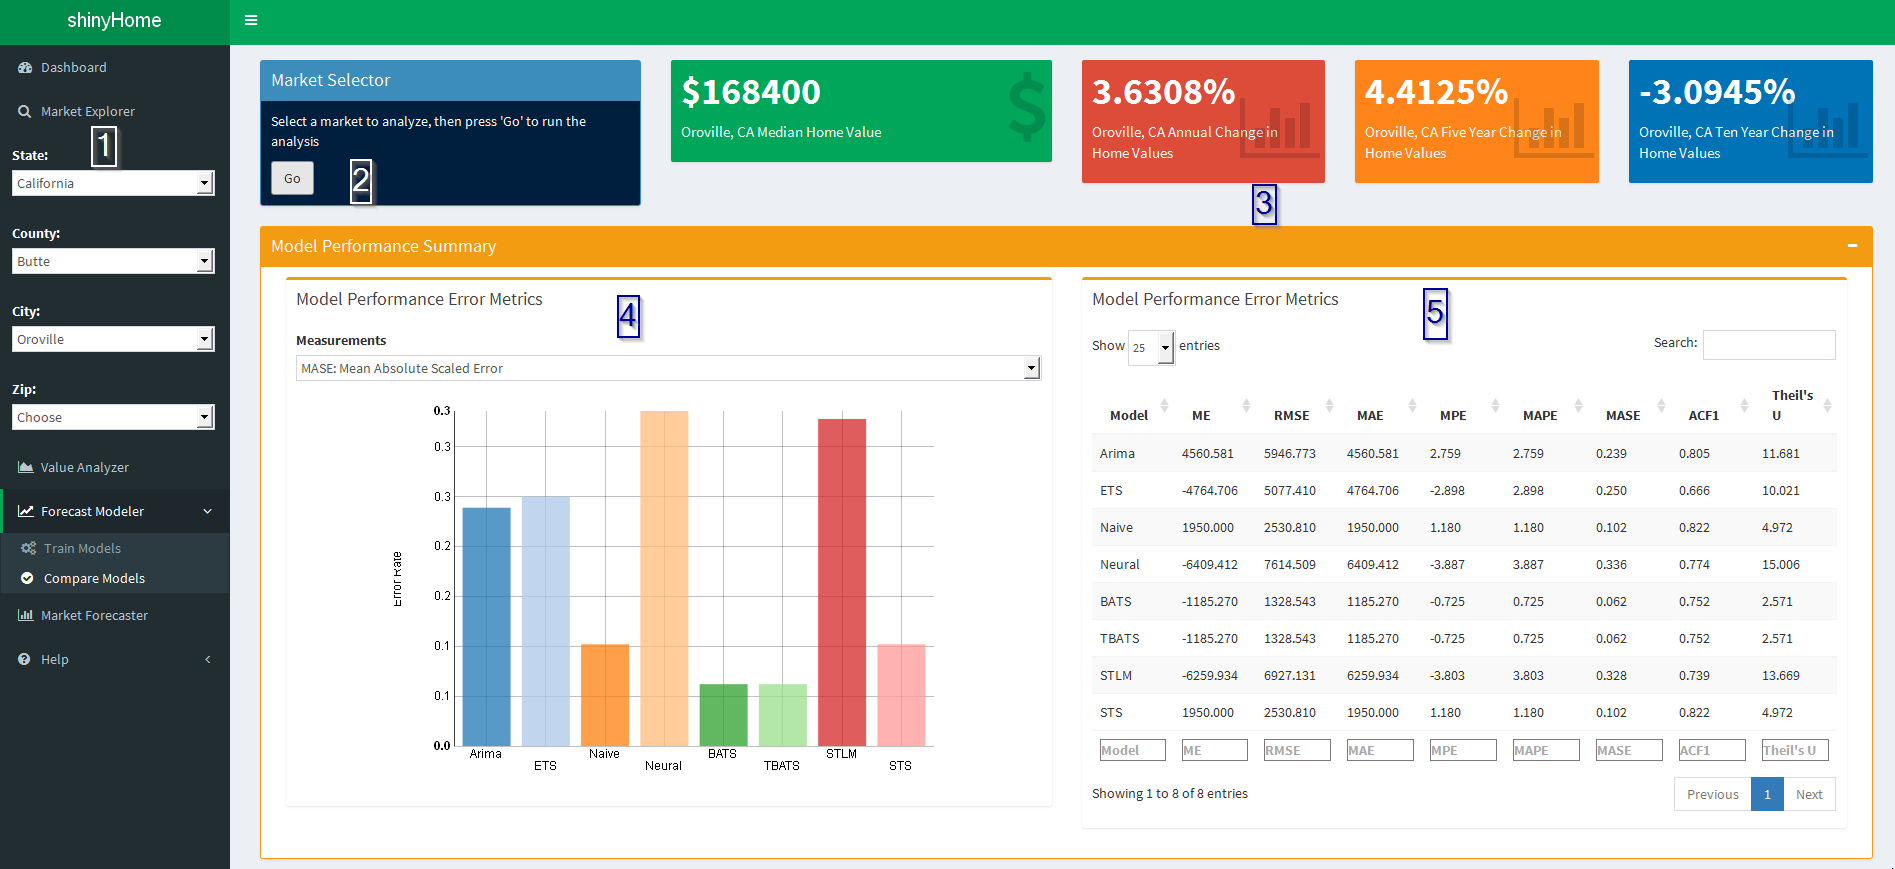 shinyHome
Dashboard
Market Explorer
1
State:
California
County:
Butte
City:
Oroville
Zip:
Choose
Value Analyzer
Forecast Modeler
Train Models
Compare Models
Market Forecaster
Help
Market Selector
Select a market to analyze, then press 'Go' to run the
analysis
Go
2
$168400
Oroville, CA Median Home Value
3.6308%
Oroville, CA Annual Change in
Home Values
4.4125%
Oroville, CA Five Year Change in
Home Values
-3.0945%
Oroville, CA Ten Year Change in
Home Values
3
Model Performance Summary
Model Performance Error Metrics
4
Measurements
MASE: Mean Absolute Scaled Error
0.3
0.3
0.3
0.2
0.2
0.1
0.1
0.0
Error Rate
Arima
ETS
Naive
Neural
BATS
TBATS
STLM
STS
Model Performance Error Metrics
5
Show 25 entries
Search:
Model ME RMSE MAE MPE MAPE MASE ACF1 Theil's
U
Arima 4560.581 5946.773 4560.581 2.759 2.759 0.239 0.805 11.681
ETS -4764.706 5077.410 4764.706 -2.898 2.898 0.250 0.666 10.021
Naive 1950.000 2530.810 1950.000 1.180 1.180 0.102 0.822 4.972
Neural -6409.412 7614.509 6409.412 -3.887 3.887 0.336 0.774 15.006
BATS -1185.270 1328.543 1185.270 -0.725 0.725 0.062 0.752 2.571
TBATS -1185.270 1328.543 1185.270 -0.725 0.725 0.062 0.752 2.571
STLM -6259.934 6927.131 6259.934 -3.803 3.803 0.328 0.739 13.669
STS 1950.000 2530.810 1950.000 1.180 1.180 0.102 0.822 4.972
Model ME RMSE MAE MPE MAPE MASE ACF1 Theil's U
Showing 1 to 8 of 8 entries
Previous 1 Next